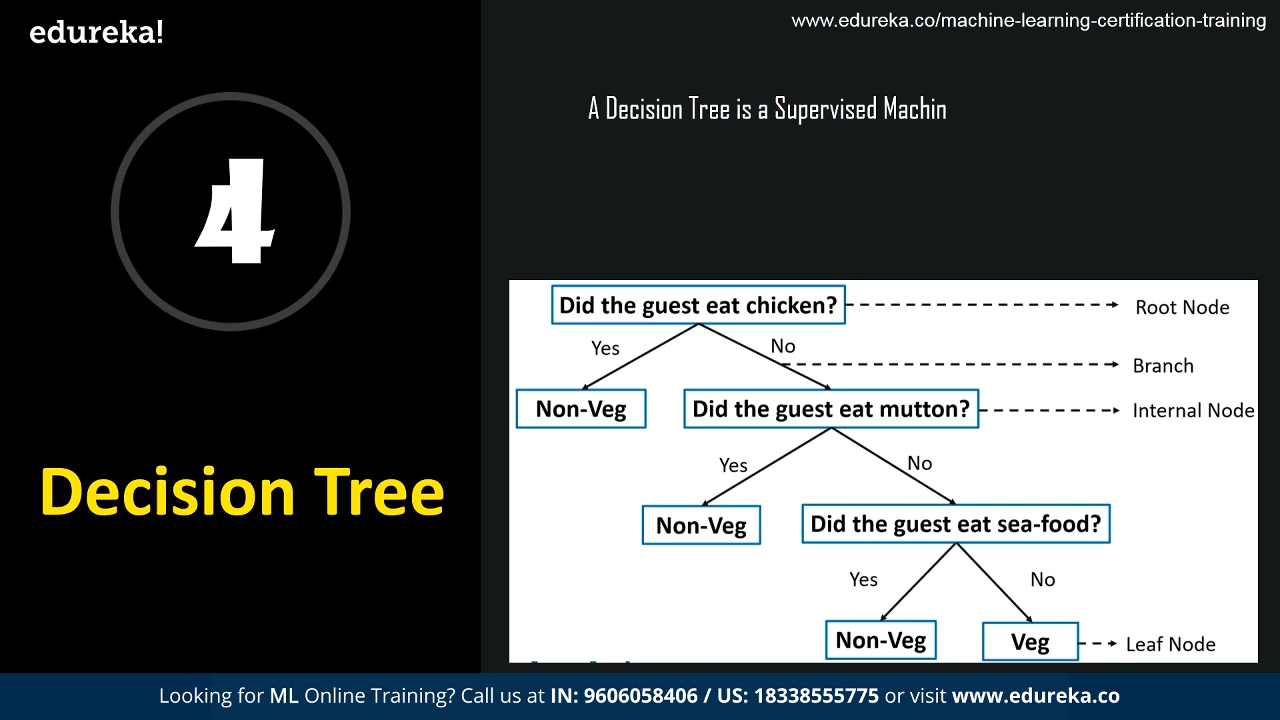 edureka!
www.edureka.co/machine-learning-certification-training
4
Decision Tree
A Decision Tree is a Supervised Machin
Did the guest eat chicken?
Root Node
Yes
No
Branch
Non-Veg
Did the guest eat mutton?
Internal Node
Yes
No
Non-Veg
Did the guest eat sea-food?
Yes
No
Non-Veg
Veg
Leaf Node
Looking for ML Online Training? Call us at IN: 9606058406 / US: 18338555775 or visit www.edureka.co